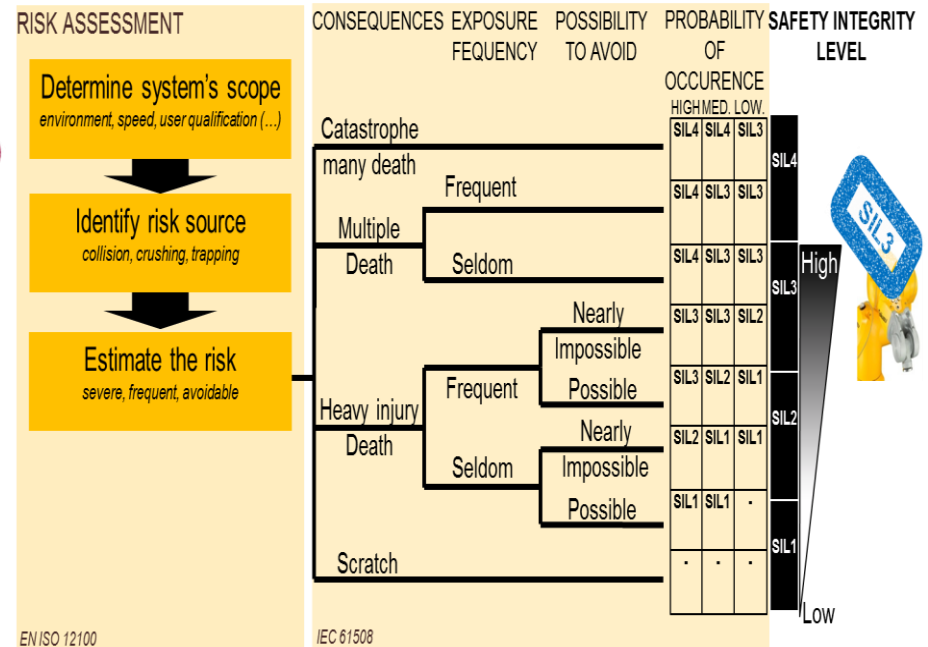 RISK ASSESSMENT
Determine system's scope
environment, speed, user qualification (...)
Identify risk source
collision, crushing, trapping
Estimate the risk
severe, frequent, avoidable
EN ISO 12100
CONSEQUENCES EXPOSURE POSSIBILITY PROBABILITY SAFETY INTEGRITY
FEQUENCY TO AVOID OF LEVEL
OCCURENCE
HIGH MED. LOW.
Catastrophe
many death
SIL4 SIL4 SIL3
Frequent
SIL4 SIL3 SIL3
Multiple
Death
Seldom
SIL4 SIL3 SIL3
Nearly
Impossible
SIL3 SIL3 SIL2
Frequent
Possible
SIL3 SIL2 SIL1
Heavy injury
Death
Nearly
Impossible
SIL2 SIL1 SIL1
Seldom
Possible
SIL1 SIL1 -
Scratch
- - -
IEC 61508
SIL4
SIL3
SIL2
SIL1
High
Low
SIL3